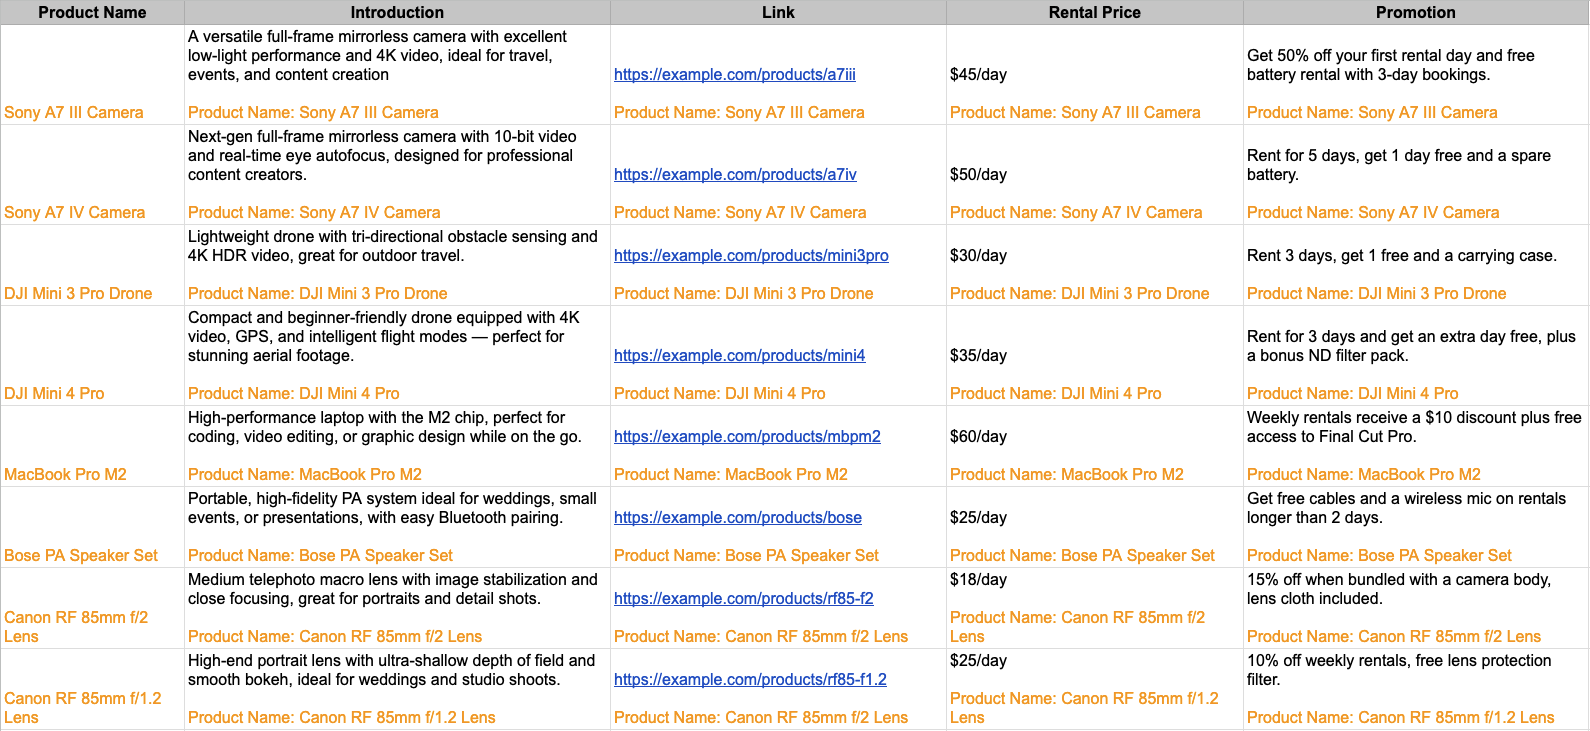 Product Name
Introduction
Link
Rental Price
Promotion
Sony A7 III Camera
A versatile full-frame mirrorless camera with excellent
low-light performance and 4K video, ideal for travel,
events, and content creation
Product Name: Sony A7 III Camera
https://example.com/products/a7iii
Product Name: Sony A7 III Camera
$45/day
Product Name: Sony A7 III Camera
Get 50% off your first rental day and free
battery rental with 3-day bookings.
Product Name: Sony A7 III Camera
Sony A7 IV Camera
Next-gen full-frame mirrorless camera with 10-bit video
and real-time eye autofocus, designed for professional
content creators.
Product Name: Sony A7 IV Camera
https://example.com/products/a7iv
Product Name: Sony A7 IV Camera
$50/day
Product Name: Sony A7 IV Camera
Rent for 5 days, get 1 day free and a spare
battery.
Product Name: Sony A7 IV Camera
DJI Mini 3 Pro Drone
Lightweight drone with tri-directional obstacle sensing and
4K HDR video, great for outdoor travel.
Product Name: DJI Mini 3 Pro Drone
https://example.com/products/mini3pro
Product Name: DJI Mini 3 Pro Drone
$30/day
Product Name: DJI Mini 3 Pro Drone
Rent 3 days, get 1 free and a carrying case.
Product Name: DJI Mini 3 Pro Drone
DJI Mini 4 Pro
Compact and beginner-friendly drone equipped with 4K
video, GPS, and intelligent flight modes — perfect for
stunning aerial footage.
Product Name: DJI Mini 4 Pro
https://example.com/products/mini4
Product Name: DJI Mini 4 Pro
$35/day
Product Name: DJI Mini 4 Pro
Rent for 3 days and get an extra day free, plus
a bonus ND filter pack.
Product Name: DJI Mini 4 Pro
MacBook Pro M2
High-performance laptop with the M2 chip, perfect for
coding, video editing, or graphic design while on the go.
Product Name: MacBook Pro M2
https://example.com/products/mbpm2
Product Name: MacBook Pro M2
$60/day
Product Name: MacBook Pro M2
Weekly rentals receive a $10 discount plus free
access to Final Cut Pro.
Product Name: MacBook Pro M2
Bose PA Speaker Set
Portable, high-fidelity PA system ideal for weddings, small
events, or presentations, with easy Bluetooth pairing.
Product Name: Bose PA Speaker Set
https://example.com/products/bose
Product Name: Bose PA Speaker Set
$25/day
Product Name: Bose PA Speaker Set
Get free cables and a wireless mic on rentals
longer than 2 days.
Product Name: Bose PA Speaker Set
Canon RF 85mm f/2
Lens
Medium telephoto macro lens with image stabilization and
close focusing, great for portraits and detail shots.
Product Name: Canon RF 85mm f/2 Lens
https://example.com/products/rf85-f2
Product Name: Canon RF 85mm f/2 Lens
$18/day
Product Name: Canon RF 85mm f/2
Lens
15% off when bundled with a camera body,
lens cloth included.
Product Name: Canon RF 85mm f/2 Lens
Canon RF 85mm f/1.2
Lens
High-end portrait lens with ultra-shallow depth of field and
smooth bokeh, ideal for weddings and studio shoots.
Product Name: Canon RF 85mm f/1.2 Lens
https://example.com/products/rf85-f1.2
Product Name: Canon RF 85mm f/2 Lens
$25/day
Product Name: Canon RF 85mm f/1.2
Lens
10% off weekly rentals, free lens protection
filter.
Product Name: Canon RF 85mm f/1.2 Lens